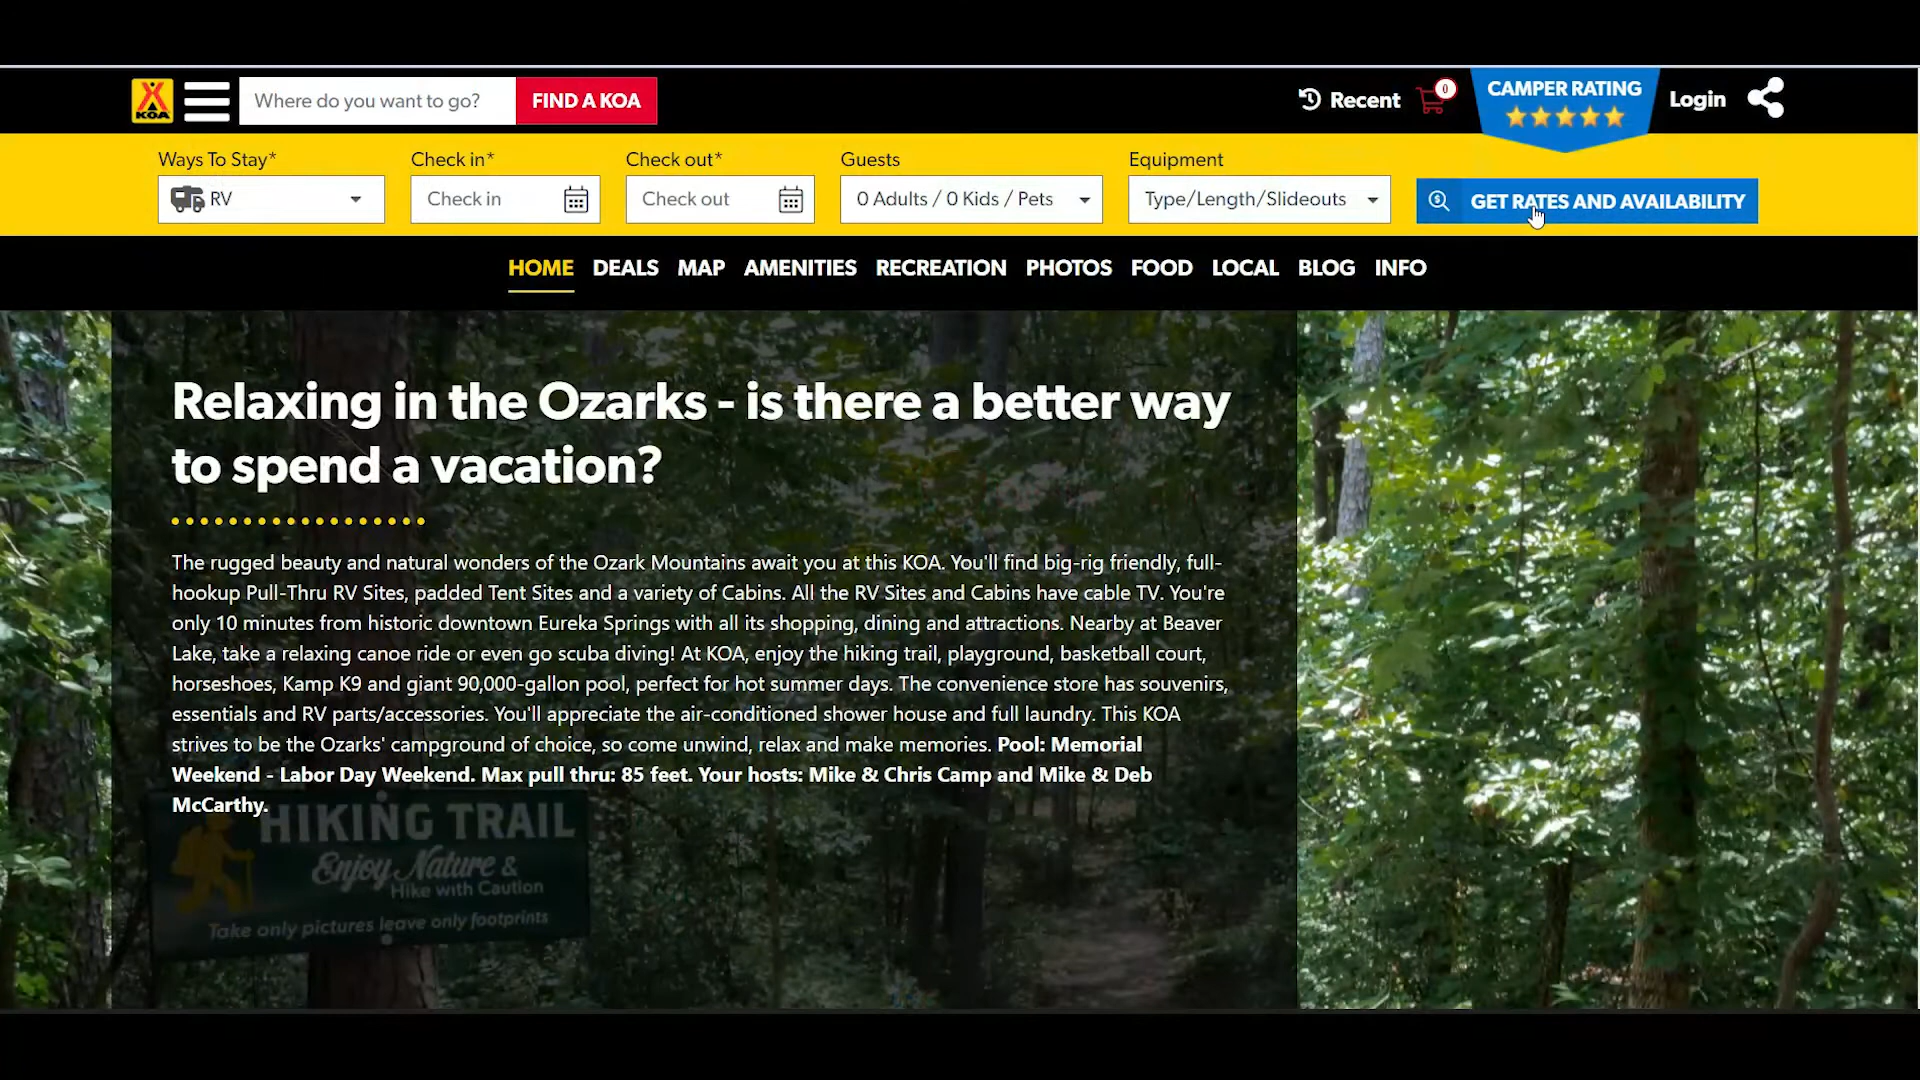 KOA
Where do you want to go?
FIND A KOA
Recent
0
CAMPER RATING
Login
Ways To Stay*
Check in*
Check out*
Guests
Equipment
RV
Check in
Check out
0 Adults / 0 Kids / Pets
Type/Length/Slideouts
GET RATES AND AVAILABILITY
HOME DEALS MAP AMENITIES RECREATION PHOTOS FOOD LOCAL BLOG INFO
Relaxing in the Ozarks - is there a better way
to spend a vacation?
The rugged beauty and natural wonders of the Ozark Mountains await you at this KOA. You'll find big-rig friendly, full-
hookup Pull-Thru RV Sites, padded Tent Sites and a variety of Cabins. All the RV Sites and Cabins have cable TV. You're
only 10 minutes from historic downtown Eureka Springs with all its shopping, dining and attractions. Nearby at Beaver
Lake, take a relaxing canoe ride or even go scuba diving! At KOA, enjoy the hiking trail, playground, basketball court,
horseshoes, Kamp K9 and giant 90,000-gallon pool, perfect for hot summer days. The convenience store has souvenirs,
essentials and RV parts/accessories. You'll appreciate the air-conditioned shower house and full laundry. This KOA
strives to be the Ozarks' campground of choice, so come unwind, relax and make memories. Pool: Memorial
Weekend - Labor Day Weekend. Max pull thru: 85 feet. Your hosts: Mike & Chris Camp and Mike & Deb
McCarthy.
HIKING TRAIL
Enjoy Nature &
Hike with Caution
Take only pictures leave only footprints